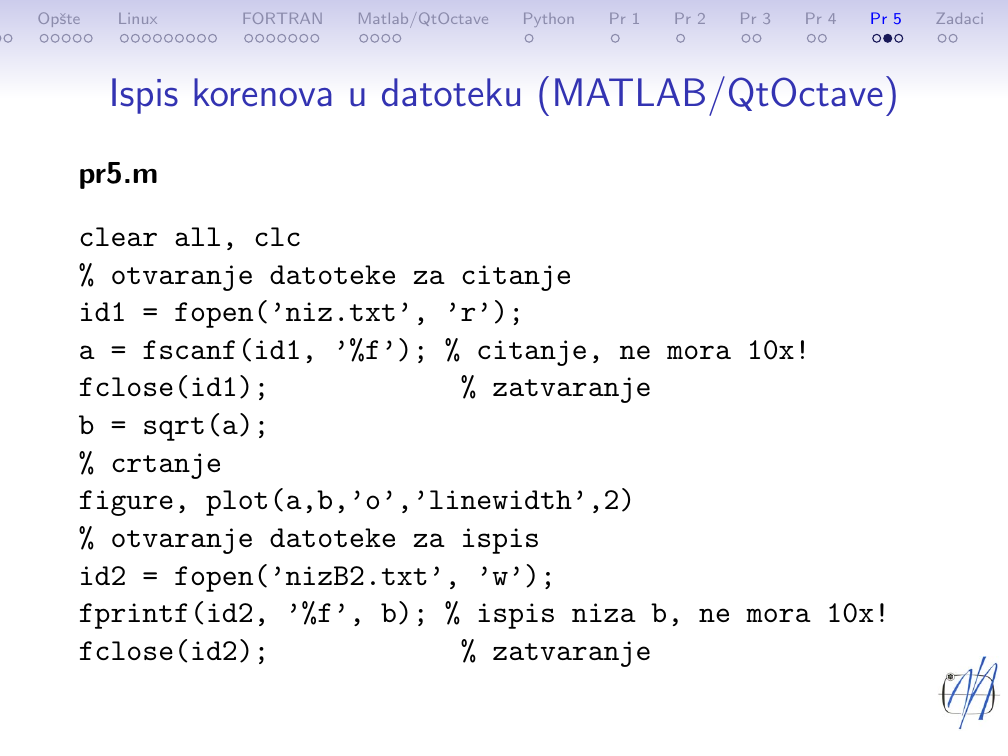 Opšte Linux FORTRAN Matlab/QtOctave Python Pr 1 Pr 2 Pr 3 Pr 4 Pr 5 Zadaci
Ispis korenova u datoteku (MATLAB/QtOctave)
pr5.m
clear all, clc
% otvaranje datoteke za citanje
id1 = fopen(’niz.txt’, ’r’);
a = fscanf(id1, ’%f’); % citanje, ne mora 10x!
fclose(id1);            % zatvaranje
b = sqrt(a);
% crtanje
figure, plot(a,b,’o’,’linewidth’,2)
% otvaranje datoteke za ispis
id2 = fopen(’nizB2.txt’, ’w’);
fprintf(id2, ’%f’, b); % ispis niza b, ne mora 10x!
fclose(id2);            % zatvaranje